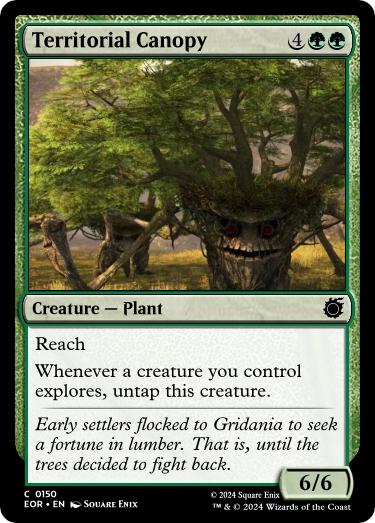 Territorial Canopy 4
Creature — Plant
Reach
Whenever a creature you control
explores, untap this creature.
Early settlers flocked to Gridania to seek
a fortune in lumber. That is, until the
trees decided to fight back.
6/6
C 0150
EOR • EN Square Enix
© 2024 Square Enix
™ & © 2024 Wizards of the Coast